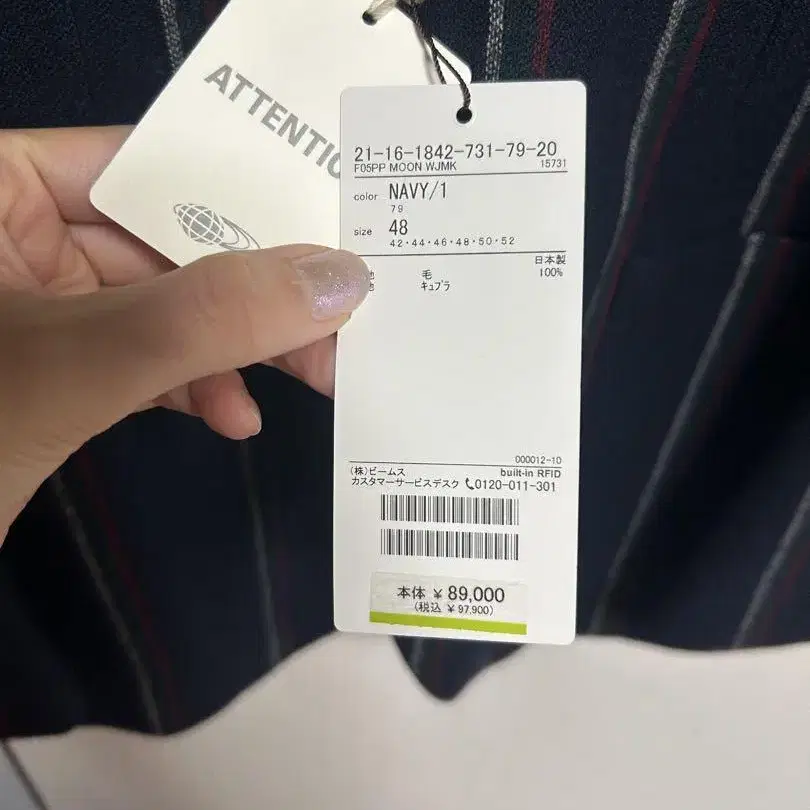 ATTENTIO
21-16-1842-731-79-20
F05PP MOON WJMK 15731
color NAVY/1
79
size 48
42・44・46・48・50・52
日本製
地 毛 100%
地 キュプラ
000012-10
(株)ビームス built-in RFID
カスタマーサービスデスク 0120-011-301
本体 ¥ 89,000
(税込 ¥ 97,900)